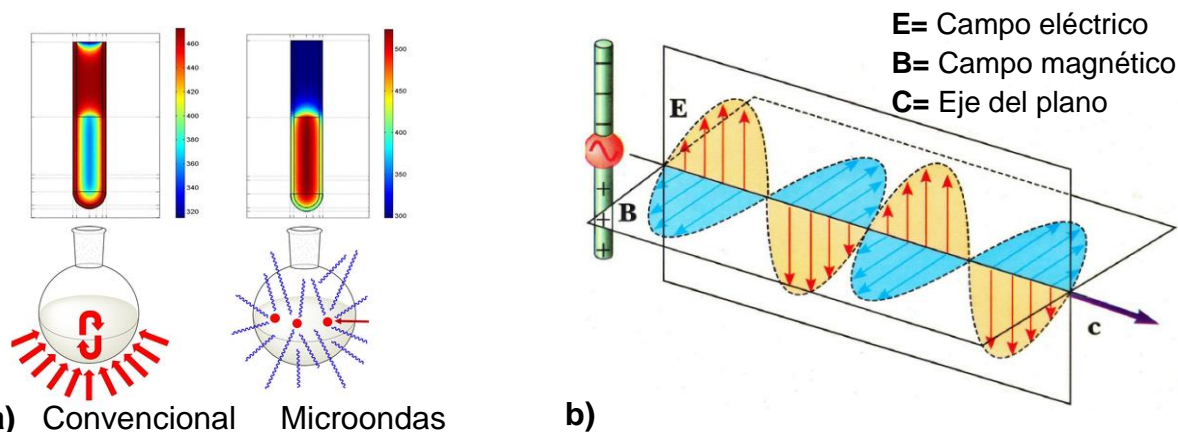 460
440
420
400
380
360
340
320
500
450
400
350
300
E= Campo eléctrico
B= Campo magnético
C= Eje del plano
E
B
c
a) Convencional Microondas
b)